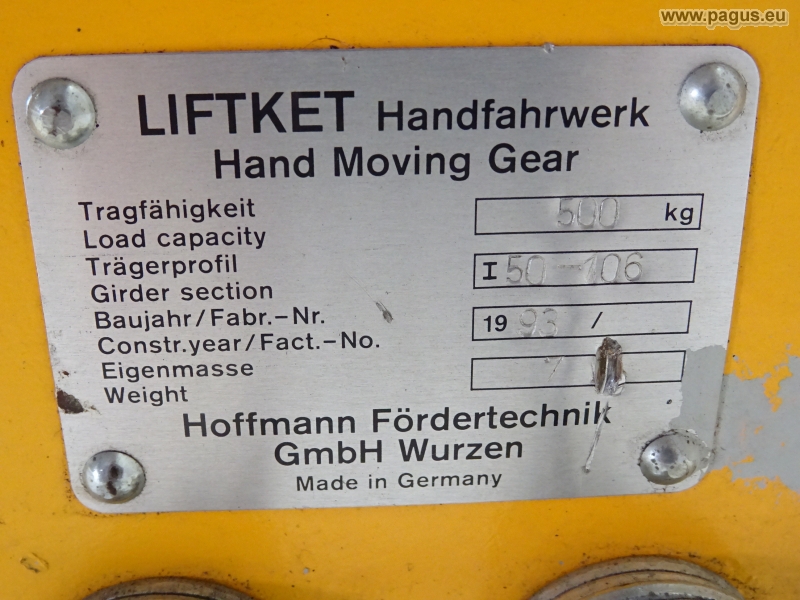 www.pagus.eu
LIFTKET Handfahrwerk
Hand Moving Gear
Tragfähigkeit
Load capacity
500 kg
Trägerprofil
Girder section
I 50-106
Baujahr/Fabr.-Nr.
Constr.year/Fact.-No.
19 93 /
Eigenmasse
Weight
Hoffmann Fördertechnik
GmbH Wurzen
Made in Germany